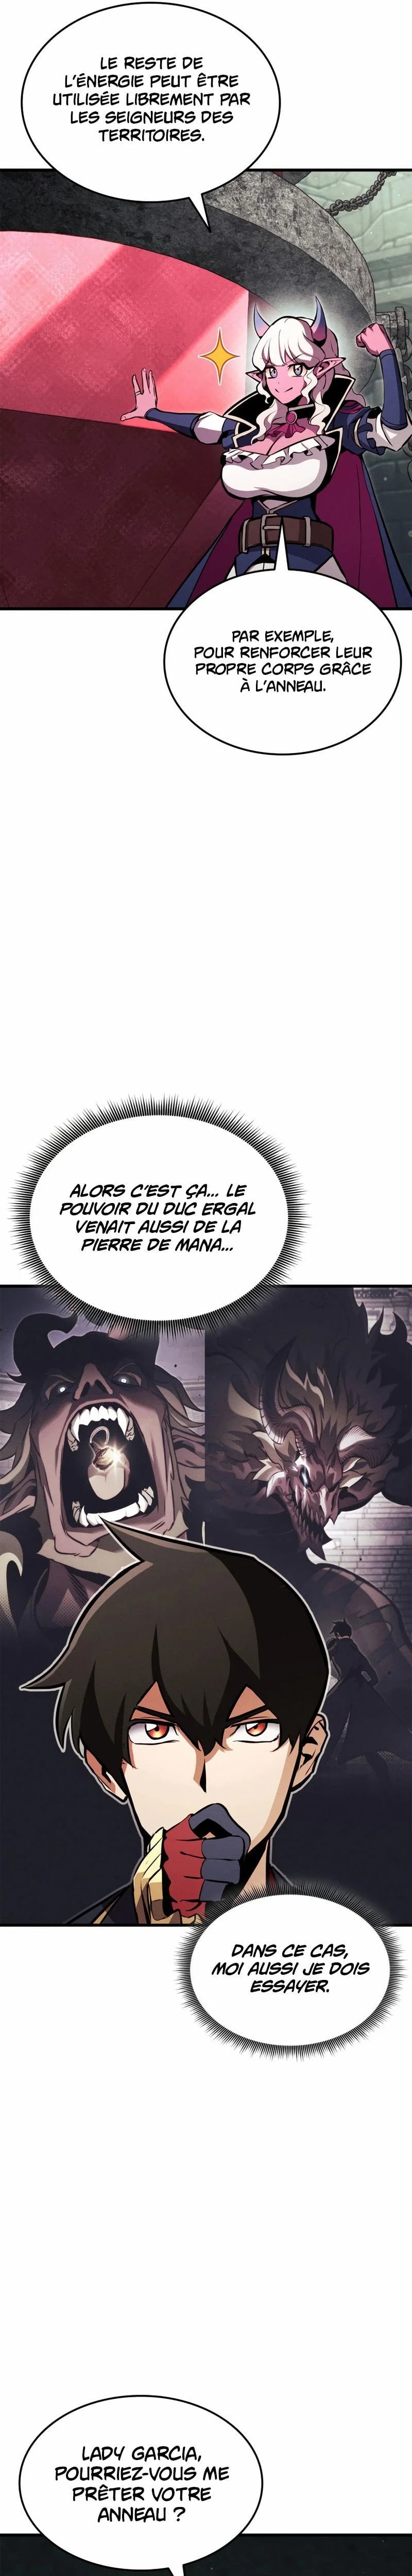 LE RESTE DE
L'ÉNERGIE PEUT ÊTRE
UTILISÉE LIBREMENT PAR
LES SEIGNEURS DES
TERRITOIRES.
PAR EXEMPLE,
POUR RENFORCER LEUR
PROPRE CORPS GRÂCE
À L'ANNEAU.
ALORS C'EST ÇA... LE
POUVOIR DU DUC ERGAL
VENAIT AUSSI DE LA
PIERRE DE MANA...
DANS CE CAS,
MOI AUSSI JE DOIS
ESSAYER.
LADY GARCIA,
POURRIEZ-VOUS ME
PRÊTER VOTRE
ANNEAU ?